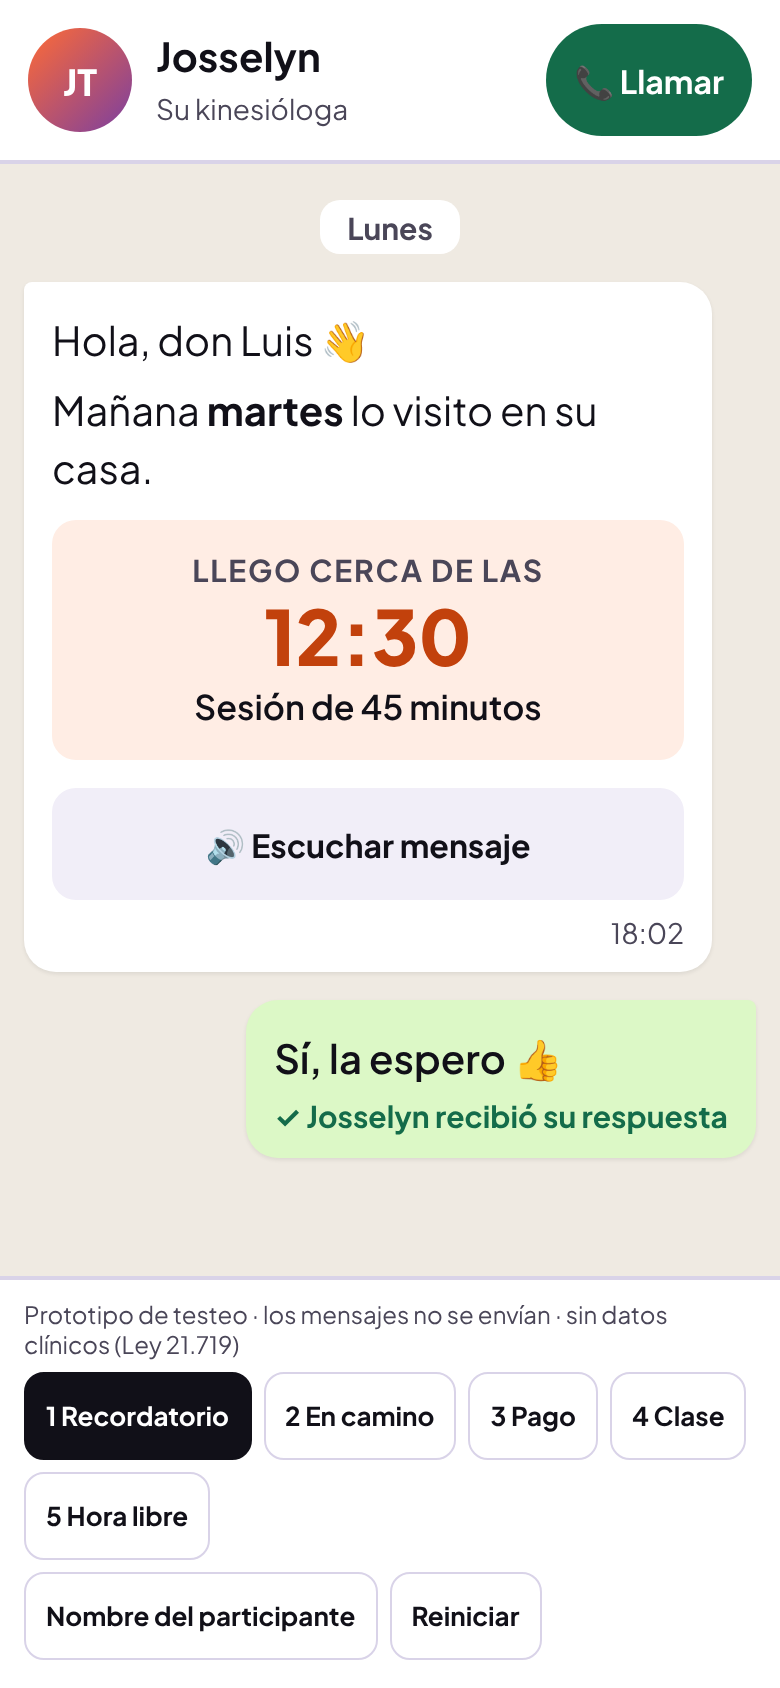 JT
Josselyn
Su kinesióloga
📞 Llamar
Lunes
Hola, don Luis 👋
Mañana martes lo visito en su
casa.
LLEGO CERCA DE LAS
12:30
Sesión de 45 minutos
🔊 Escuchar mensaje
18:02
Sí, la espero 👍
✓ Josselyn recibió su respuesta
Prototipo de testeo · los mensajes no se envían · sin datos
clínicos (Ley 21.719)
1 Recordatorio
2 En camino
3 Pago
4 Clase
5 Hora libre
Nombre del participante
Reiniciar